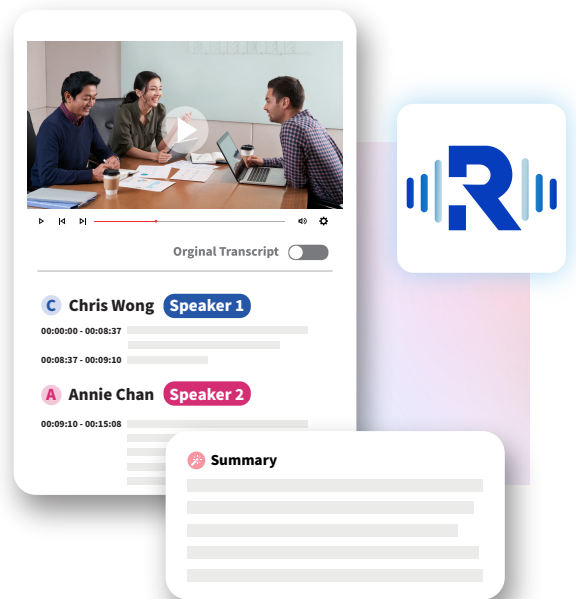 Orginal Transcript
C Chris Wong Speaker 1
00:00:00 - 00:08:37
00:08:37 - 00:09:10
A Annie Chan Speaker 2
00:09:10 - 00:15:08
Summary
R